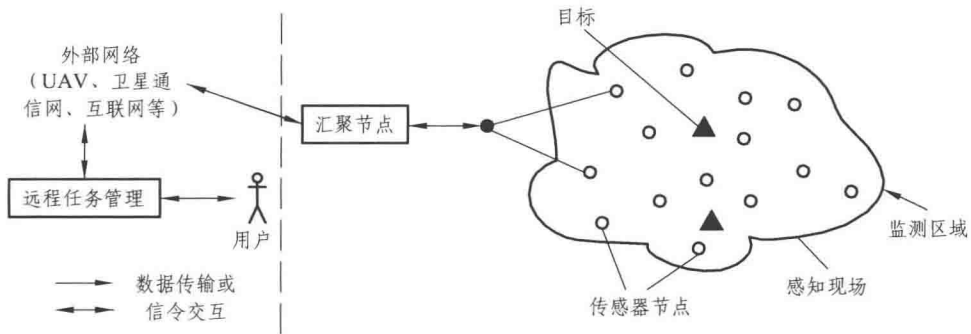 目标
外部网络
（UAV、卫星通
信网、互联网等）
汇聚节点
远程任务管理
用户
监测区域
感知现场
传感器节点
数据传输或
信令交互